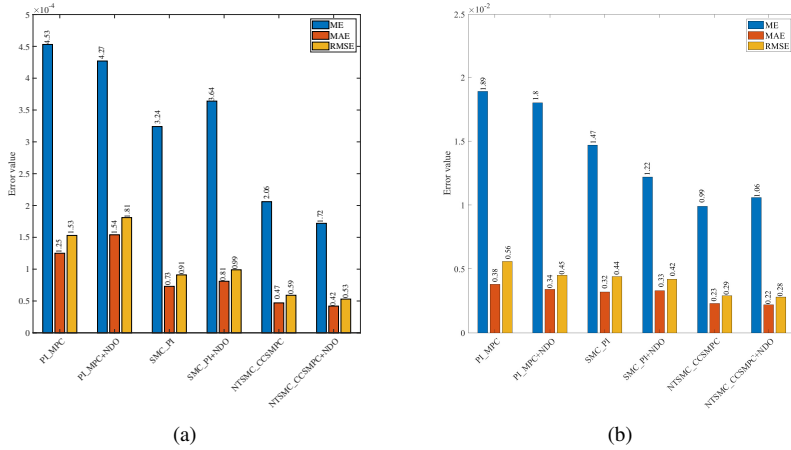 ×10⁻⁴
ME
MAE
RMSE
Error value
5
4.5
4
3.5
3
2.5
2
1.5
1
0.5
0
4.53
1.25
1.53
4.27
1.54
1.81
3.24
0.73
0.91
3.64
0.81
0.99
2.06
0.47
0.59
1.72
0.42
0.53
PI_MPC
PI_MPC+NDO
SMC_PI
SMC_PI+NDO
NTSMC_CCSMPC
NTSMC_CCSMPC+NDO
(a)
×10⁻²
ME
MAE
RMSE
Error value
2.5
2
1.5
1
0.5
0
1.89
0.38
0.56
1.8
0.34
0.45
1.47
0.32
0.44
1.22
0.33
0.42
0.99
0.23
0.29
1.06
0.22
0.28
PI_MPC
PI_MPC+NDO
SMC_PI
SMC_PI+NDO
NTSMC_CCSMPC
NTSMC_CCSMPC+NDO
(b)